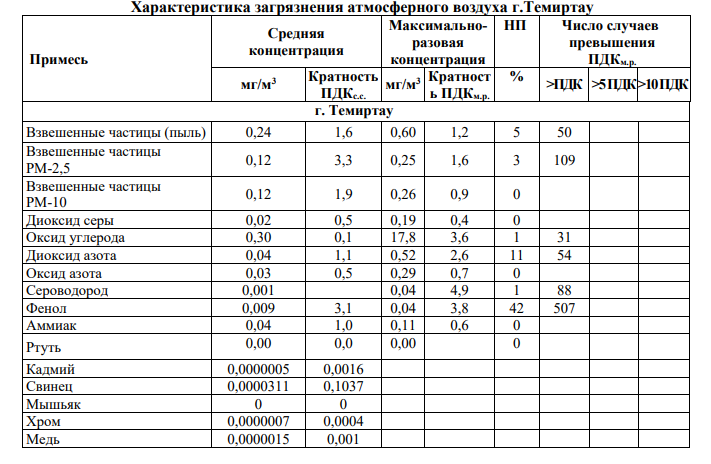 Характеристика загрязнения атмосферного воздуха г.Темиртау
Примесь Средняя концентрация Максимально-разовая концентрация НП Число случаев превышения ПДКм.р.
мг/м³ Кратность ПДКс.с. мг/м³ Кратность ПДКм.р. % >ПДК >5ПДК >10ПДК
г. Темиртау
Взвешенные частицы (пыль) 0,24 1,6 0,60 1,2 5 50
Взвешенные частицы РМ-2,5 0,12 3,3 0,25 1,6 3 109
Взвешенные частицы РМ-10 0,12 1,9 0,26 0,9 0
Диоксид серы 0,02 0,5 0,19 0,4 0
Оксид углерода 0,30 0,1 17,8 3,6 1 31
Диоксид азота 0,04 1,1 0,52 2,6 11 54
Оксид азота 0,03 0,5 0,29 0,7 0
Сероводород 0,001 0,04 4,9 1 88
Фенол 0,009 3,1 0,04 3,8 42 507
Аммиак 0,04 1,0 0,11 0,6 0
Ртуть 0,00 0,0 0,00 0
Кадмий 0,0000005 0,0016
Свинец 0,0000311 0,1037
Мышьяк 0 0
Хром 0,0000007 0,0004
Медь 0,0000015 0,001